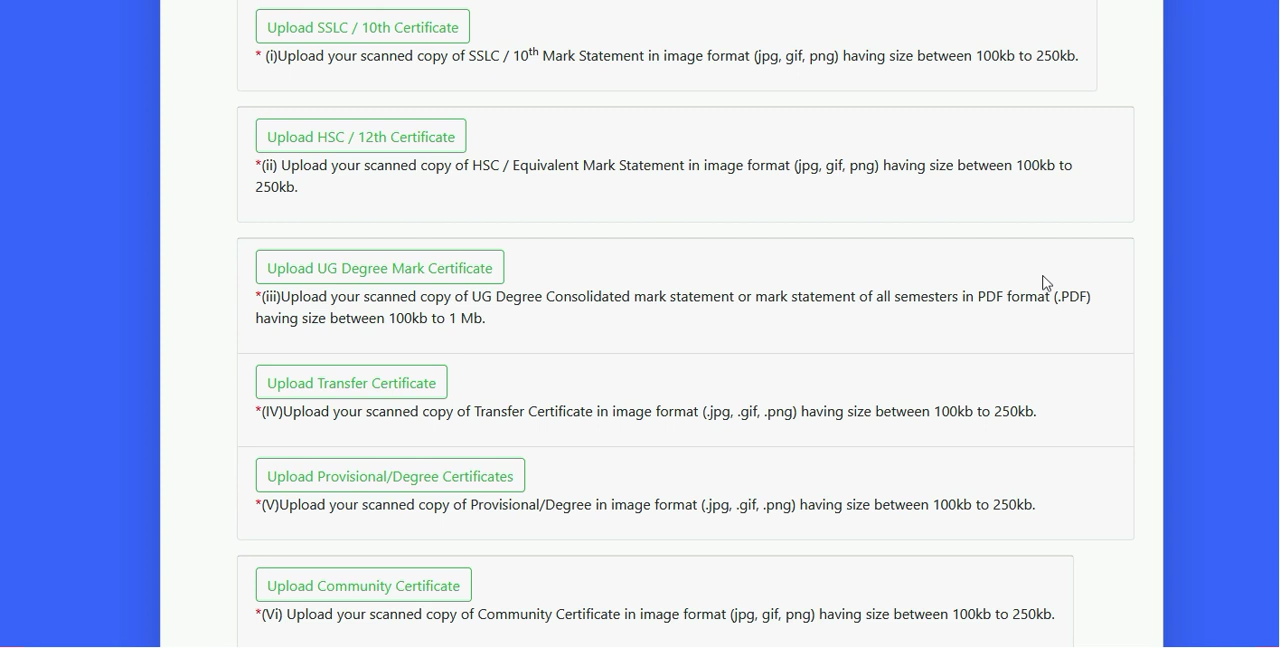 Upload SSLC / 10th Certificate
* (i)Upload your scanned copy of SSLC / 10th Mark Statement in image format (jpg, gif, png) having size between 100kb to 250kb.
Upload HSC / 12th Certificate
*(ii) Upload your scanned copy of HSC / Equivalent Mark Statement in image format (jpg, gif, png) having size between 100kb to
250kb.
Upload UG Degree Mark Certificate
*(iii)Upload your scanned copy of UG Degree Consolidated mark statement or mark statement of all semesters in PDF format (.PDF)
having size between 100kb to 1 Mb.
Upload Transfer Certificate
*(IV)Upload your scanned copy of Transfer Certificate in image format (.jpg, .gif, .png) having size between 100kb to 250kb.
Upload Provisional/Degree Certificates
*(V)Upload your scanned copy of Provisional/Degree in image format (.jpg, .gif, .png) having size between 100kb to 250kb.
Upload Community Certificate
*(Vi) Upload your scanned copy of Community Certificate in image format (jpg, gif, png) having size between 100kb to 250kb.